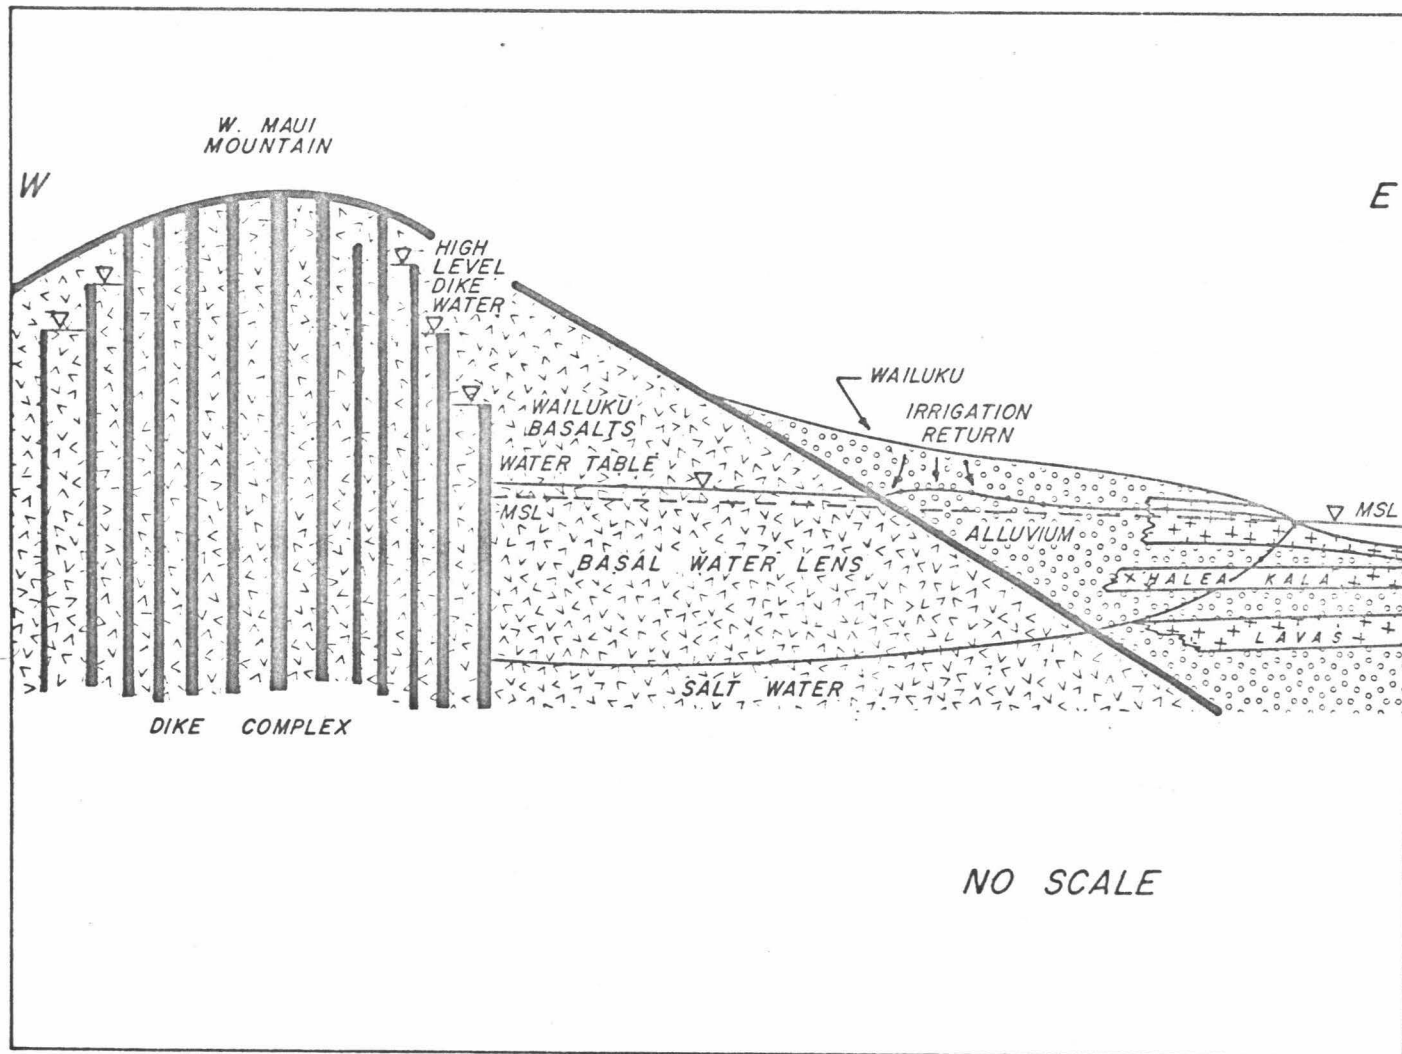 W. MAUI
MOUNTAIN
W
E
HIGH
LEVEL
DIKE
WATER
WAILUKU
IRRIGATION
RETURN
WAILUKU
BASALTS
WATER TABLE
MSL
MSL
ALLUVIUM
BASAL WATER LENS
HALEA KALA
LAVAS
SALT WATER
DIKE COMPLEX
NO SCALE